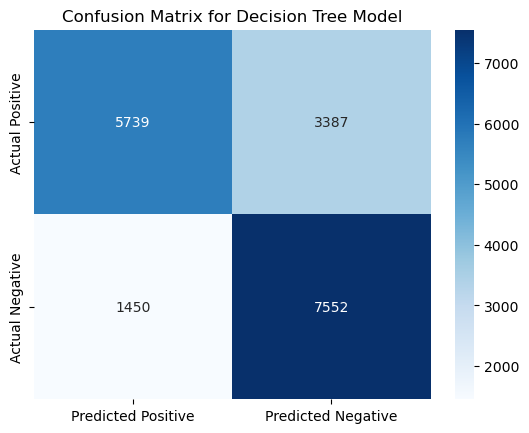 Confusion Matrix for Decision Tree Model
Actual Positive
5739
3387
Actual Negative
1450
7552
Predicted Positive
Predicted Negative
7000
6000
5000
4000
3000
2000